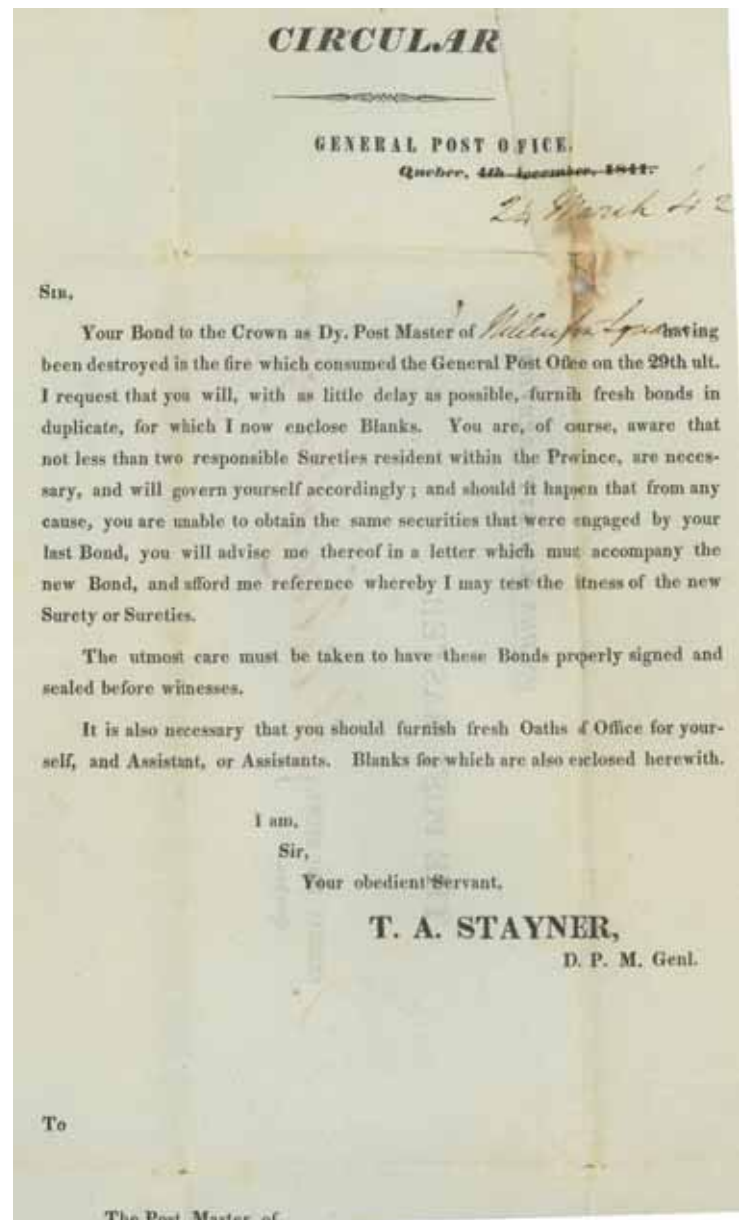 CIRCULAR
GENERAL POST OFFICE.
Quebec, 4th December, 1841.
24 March 42
SIR,
Your Bond to the Crown as Dy. Post Master of having
been destroyed in the fire which consumed the General Post Office on the 29th ult.
I request that you will, with as little delay as possible, furnish fresh bonds in
duplicate, for which I now enclose Blanks. You are, of course, aware that
not less than two responsible Sureties resident within the Province, are neces-
sary, and will govern yourself accordingly; and should it happen that from any
cause, you are unable to obtain the same securities that were engaged by your
last Bond, you will advise me thereof in a letter which must accompany the
new Bond, and afford me reference whereby I may test the fitness of the new
Surety or Sureties.
The utmost care must be taken to have these Bonds properly signed and
sealed before witnesses.
It is also necessary that you should furnish fresh Oaths of Office for your-
self, and Assistant, or Assistants. Blanks for which are also enclosed herewith.
I am,
Sir,
Your obedient Servant,
T. A. STAYNER,
D. P. M. Genl.
To
The Post Master of